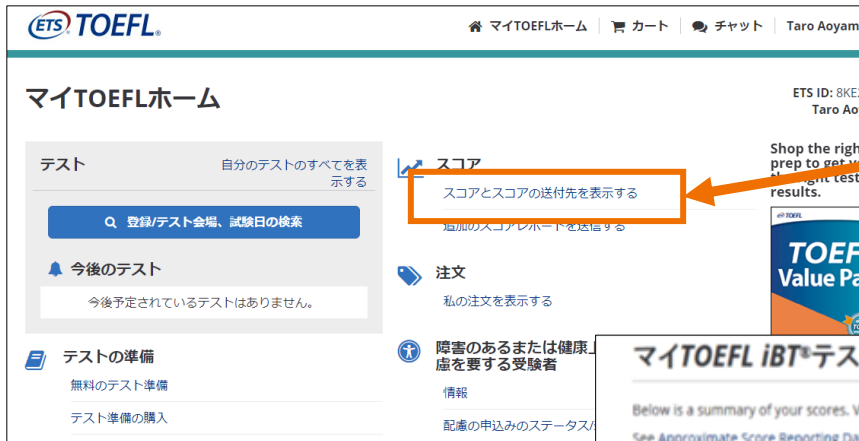 ETS TOEFL®
マイTOEFLホーム
カート
チャット
Taro Aoyam
マイTOEFLホーム
ETS ID: 8KE
Taro Ao
テスト
自分のテストのすべてを表
示する
登録/テスト会場、試験日の検索
今後のテスト
今後予定されているテストはありません。
テストの準備
無料のテスト準備
テスト準備の購入
スコア
スコアとスコアの送付先を表示する
追加のスコアレポートを送信する
注文
私の注文を表示する
障害のあるまたは健康上
慮を要する受験者
情報
配慮の申込みのステータス/
Shop the righ
prep to get
test
results.
TOEFL
TOEF
Value Pa
マイTOEFL iBT®テス
Below is a summary of your scores. V
See Approximate Score Reporting Da